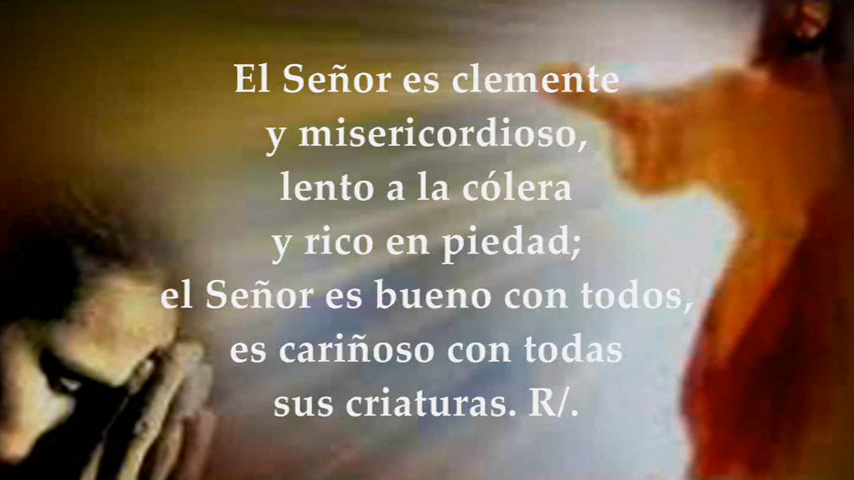 El Señor es clemente
y misericordioso,
lento a la cólera
y rico en piedad;
el Señor es bueno con todos,
es cariñoso con todas
sus criaturas. R/.